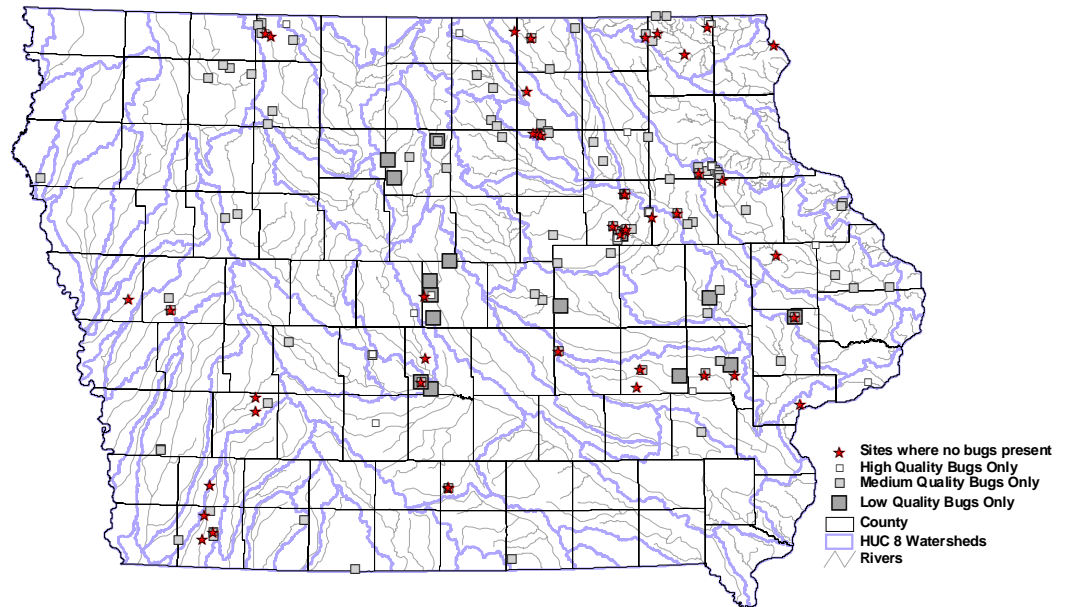 Sites where no bugs present
High Quality Bugs Only
Medium Quality Bugs Only
Low Quality Bugs Only
County
HUC 8 Watersheds
Rivers